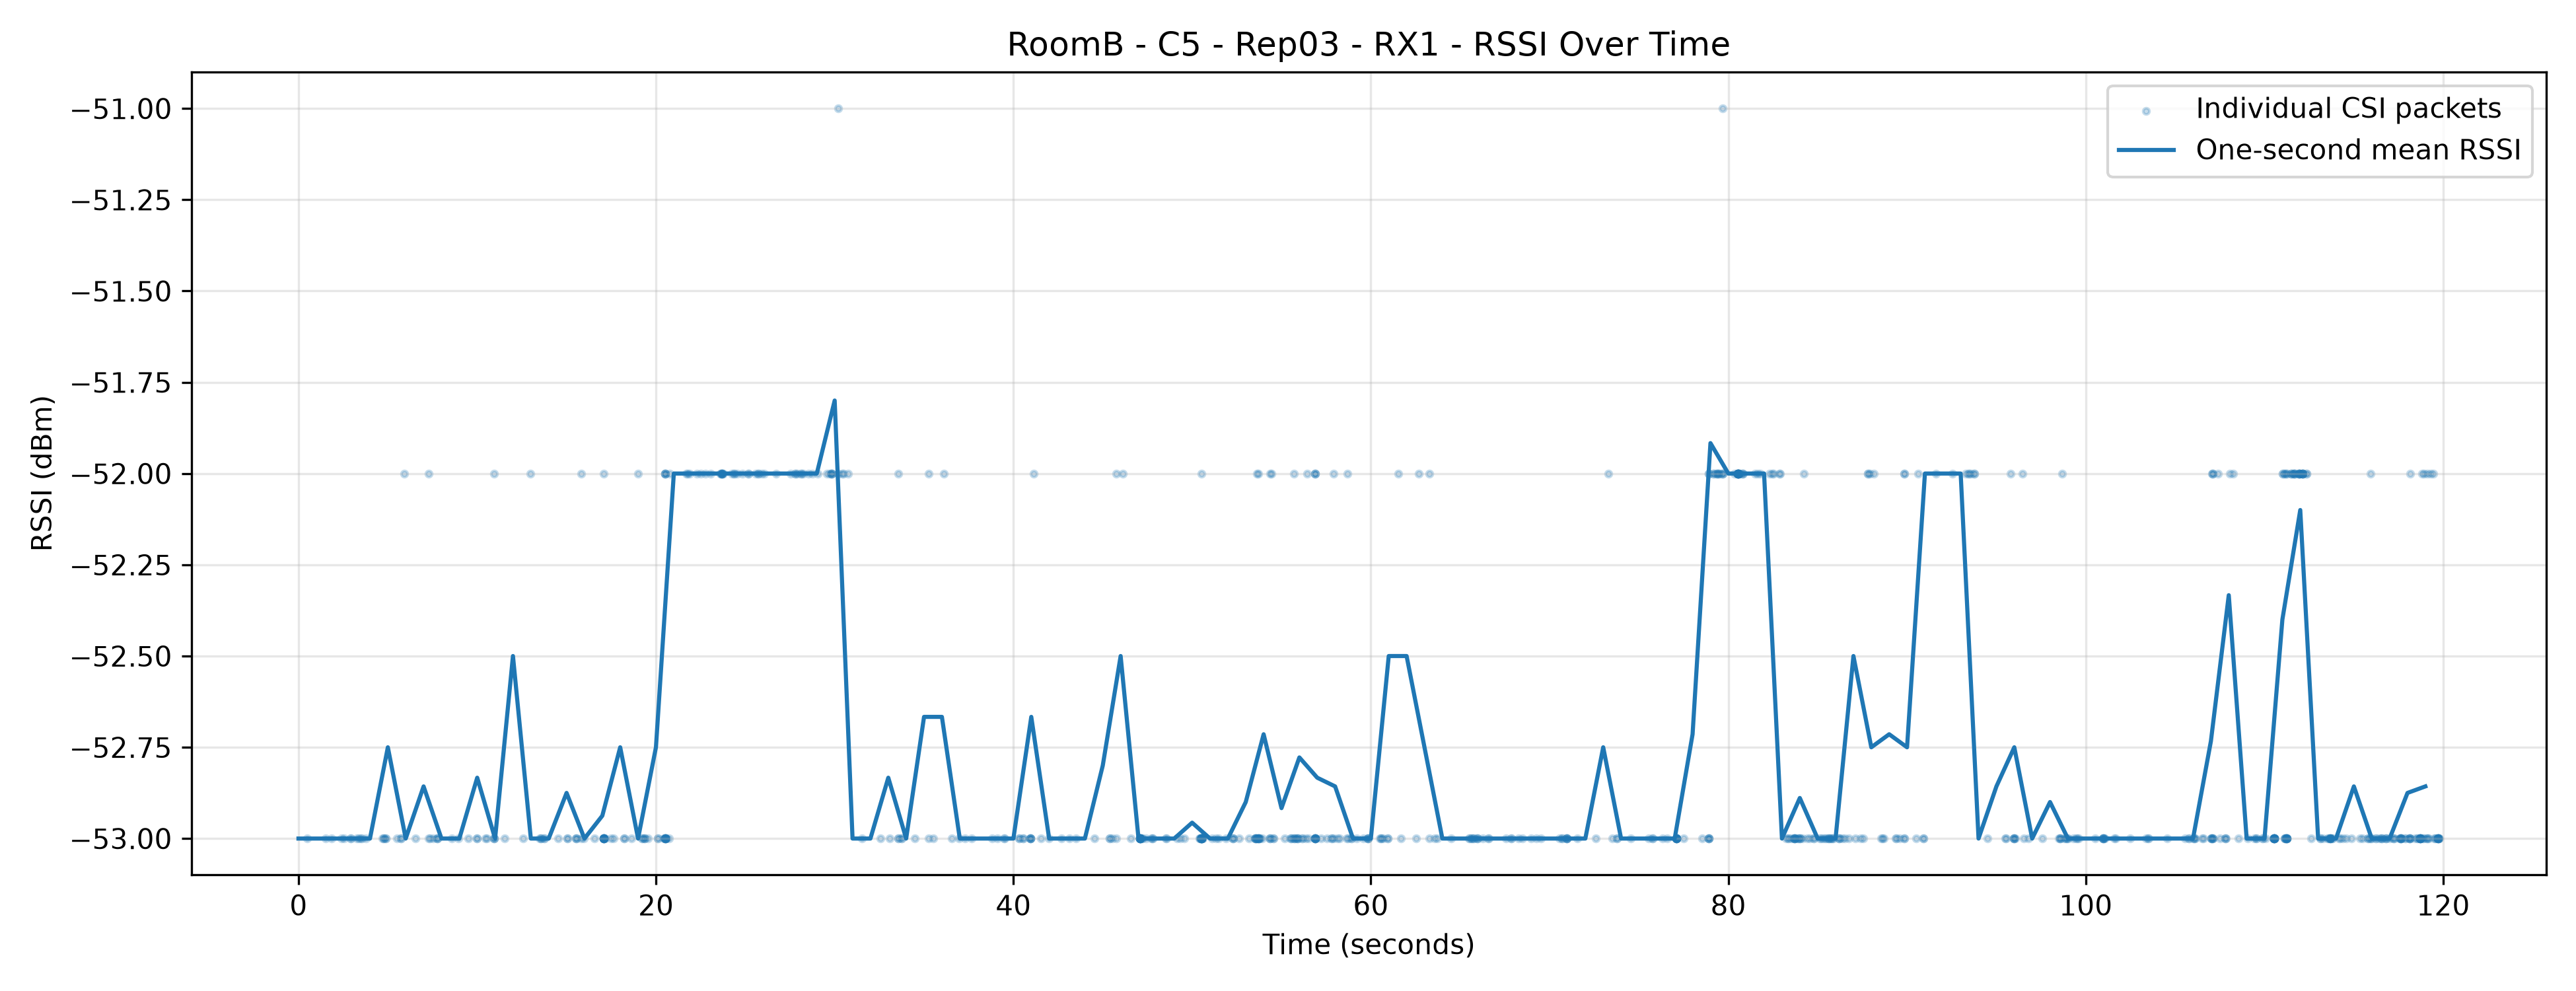 RoomB - C5 - Rep03 - RX1 - RSSI Over Time
RSSI (dBm)
−51.00
−51.25
−51.50
−51.75
−52.00
−52.25
−52.50
−52.75
−53.00
Individual CSI packets
One-second mean RSSI
0 20 40 60 80 100 120
Time (seconds)